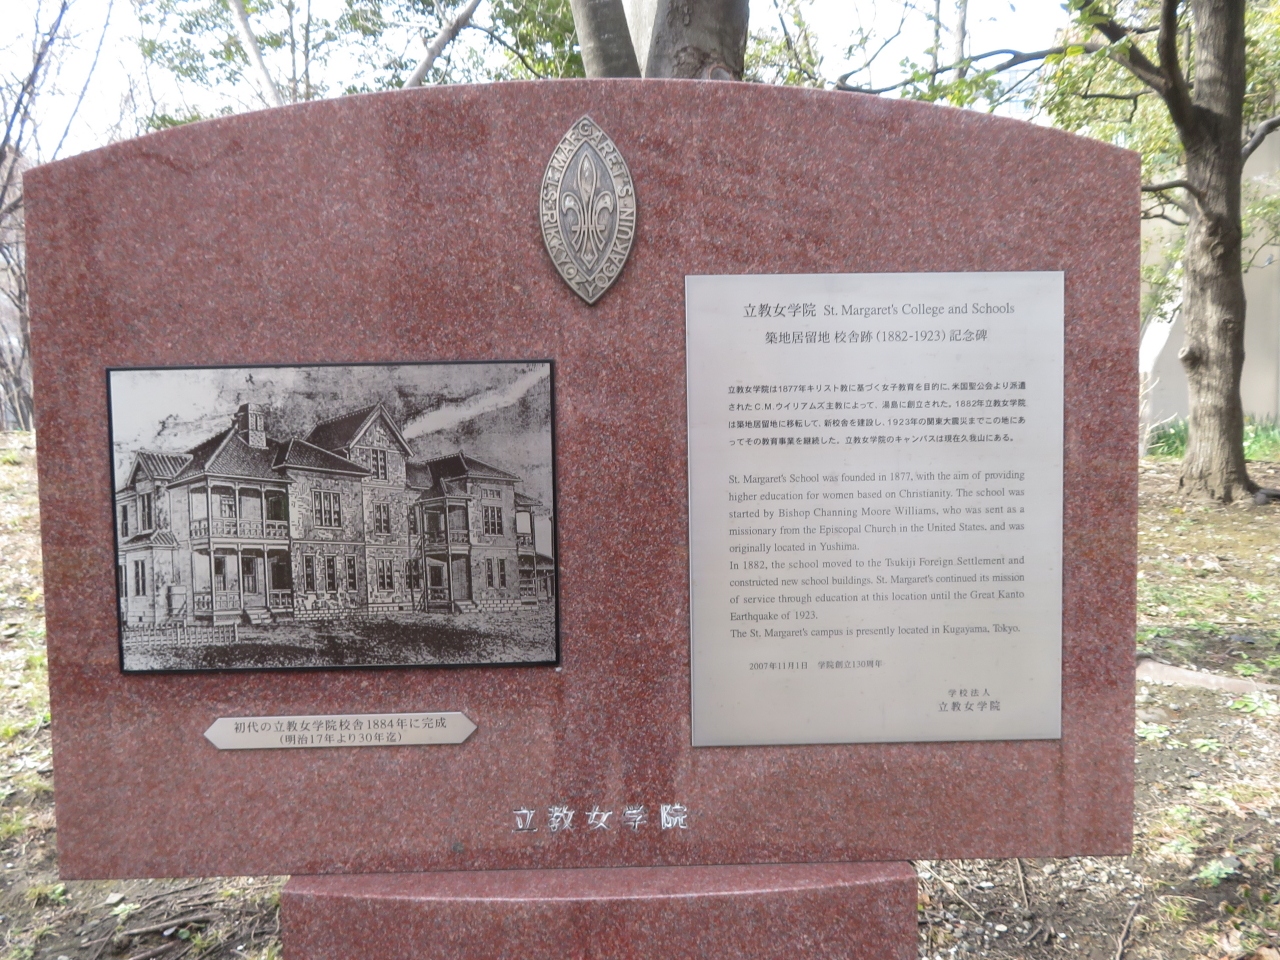 ST. MARGARET'S
RIKKYO JOGAKUIN
立教女学院 St. Margaret's College and Schools
築地居留地 校舎跡(1882-1923)記念碑
立教女学院は1877年キリスト教に基づく女子教育を目的に、米国聖公会より派遣
されたC.M.ウイリアムズ主教によって、湯島に創立された。1882年立教女学院
は築地居留地に移転して、新校舎を建設し、1923年の関東大震災までこの地にあ
ってその教育事業を継続した。立教女学院のキャンパスは現在久我山にある。
St. Margaret's School was founded in 1877, with the aim of providing
higher education for women based on Christianity. The school was
started by Bishop Channing Moore Williams, who was sent as a
missionary from the Episcopal Church in the United States, and was
originally located in Yushima.
In 1882, the school moved to the Tsukiji Foreign Settlement and
constructed new school buildings. St. Margaret's continued its mission
of service through education at this location until the Great Kanto
Earthquake of 1923.
The St. Margaret's campus is presently located in Kugayama, Tokyo.
2007年11月1日 学院創立130周年
学校法人
立教女学院
初代の立教女学院校舎1884年に完成
(明治17年より30年迄)
立教女学院